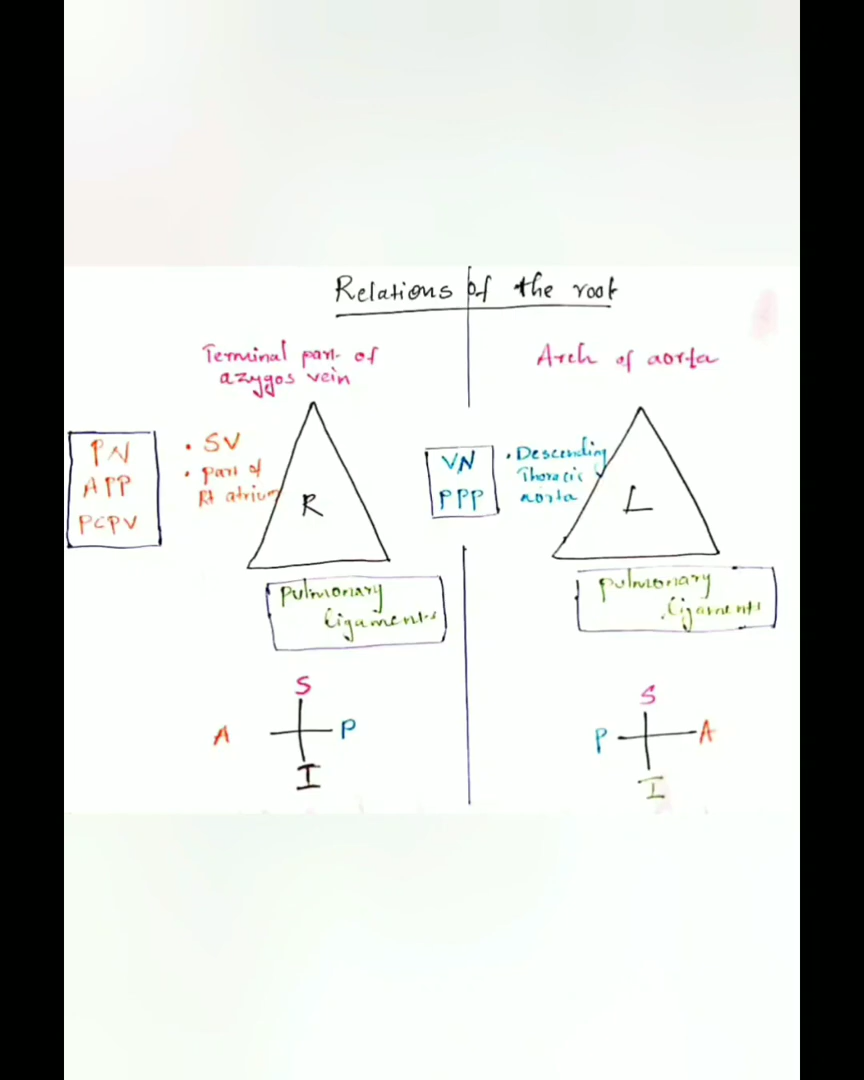 Relations of the root
Terminal part of
azygos vein
Arch of aorta
PN
APP
PCPV
• SV
• part of
Rt atrium
R
VN
PPP
• Descending
Thoracic
aorta
L
Pulmonary
ligaments
Pulmonary
ligaments
S
A
P
I
S
P
A
I